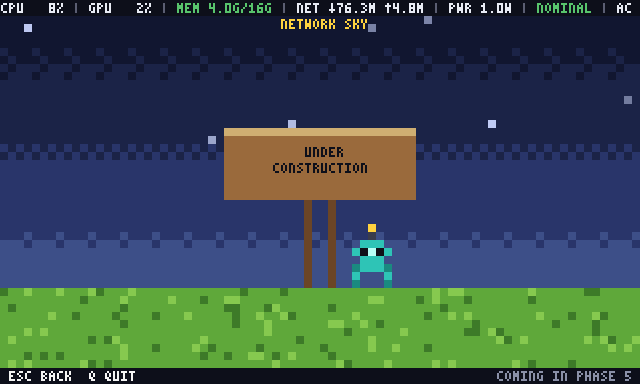 CPU 8% | GPU 2% | MEM 4.0G/16G | NET ↓76.3M ↑4.8M | PWR 1.0W | NOMINAL | AC
NETWORK SKY
UNDER
CONSTRUCTION
ESC BACK Q QUIT
COMING IN PHASE 5